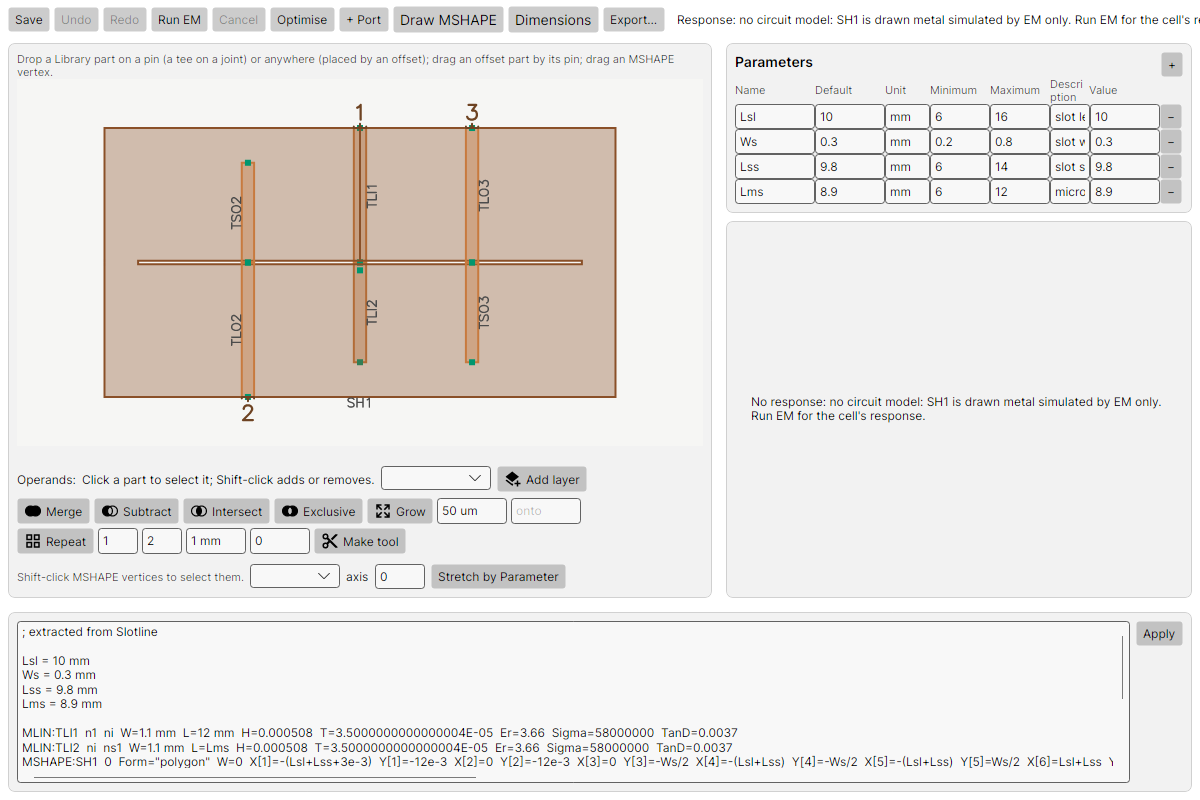 Save Undo Redo Run EM Cancel Optimise + Port Draw MSHAPE Dimensions Export... Response: no circuit model: SH1 is drawn metal simulated by EM only. Run EM for the cell's
Drop a Library part on a pin (a tee on a joint) or anywhere (placed by an offset); drag an offset part by its pin; drag an MSHAPE
vertex.
1 3
TSO2 TLI1 TLO3
TLO2 TLI2 TSO3
SH1
2
Operands: Click a part to select it; Shift-click adds or removes. Add layer
Merge Subtract Intersect Exclusive Grow 50 um onto
Repeat 1 2 1 mm 0 Make tool
Shift-click MSHAPE vertices to select them. axis 0 Stretch by Parameter
Parameters +
Name Default Unit Minimum Maximum Descri Value
ption
Lsl 10 mm 6 16 slot 10 −
Ws 0.3 mm 0.2 0.8 slot 0.3 −
Lss 9.8 mm 6 14 slot s 9.8 −
Lms 8.9 mm 6 12 micro 8.9 −
No response: no circuit model: SH1 is drawn metal simulated by EM only.
Run EM for the cell's response.
; extracted from Slotline
Lsl = 10 mm
Ws = 0.3 mm
Lss = 9.8 mm
Lms = 8.9 mm
MLIN:TLI1 n1 ni W=1.1 mm L=12 mm H=0.000508 T=3.5000000000000004E-05 Er=3.66 Sigma=58000000 TanD=0.0037
MLIN:TLI2 ni ns1 W=1.1 mm L=Lms H=0.000508 T=3.5000000000000004E-05 Er=3.66 Sigma=58000000 TanD=0.0037
MSHAPE:SH1 0 Form="polygon" W=0 X[1]=-(Lsl+Lss+3e-3) Y[1]=-12e-3 X[2]=0 Y[2]=-12e-3 X[3]=0 Y[3]=-Ws/2 X[4]=-(Lsl+Lss) Y[4]=-Ws/2 X[5]=-(Lsl+Lss) Y[5]=Ws/2 X[6]=Lsl+Lss
Apply